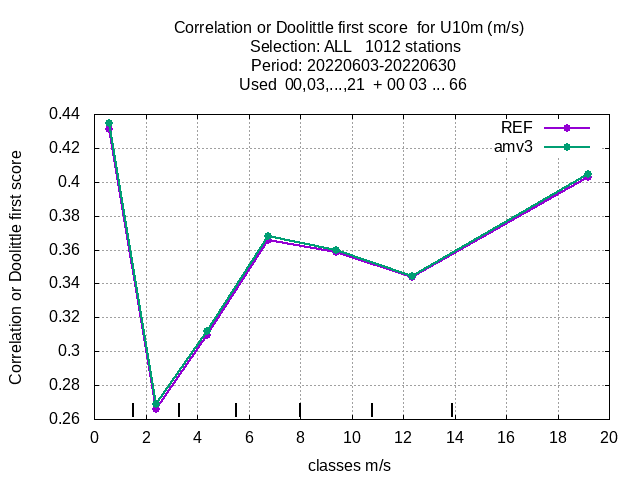 Correlation or Doolittle first score  for U10m (m/s)
Selection: ALL   1012 stations
Period: 20220603-20220630
Used  00,03,...,21  + 00 03 ... 66
REF
amv3
Correlation or Doolittle first score
0.44
0.42
0.4
0.38
0.36
0.34
0.32
0.3
0.28
0.26
0 2 4 6 8 10 12 14 16 18 20
classes m/s